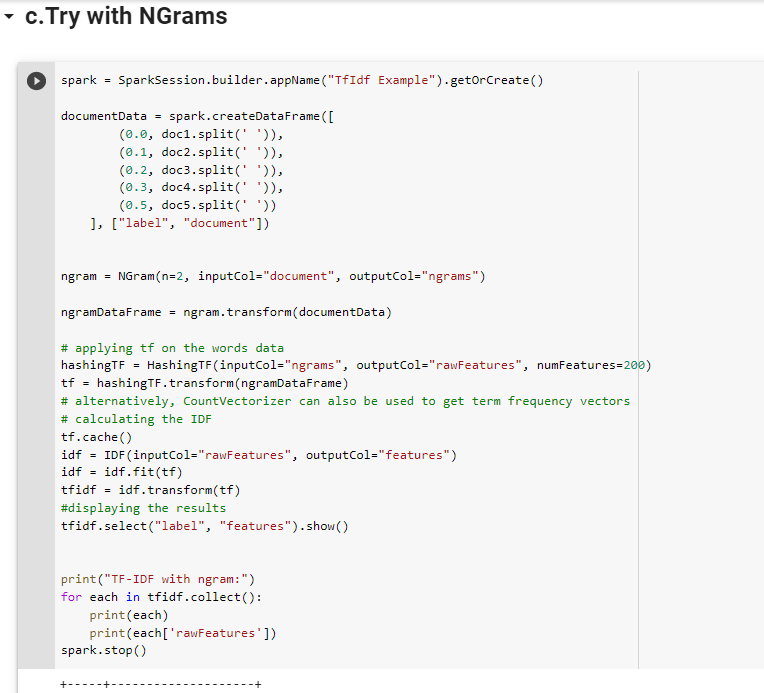 c.Try with NGrams
spark = SparkSession.builder.appName("TfIdf Example").getOrCreate()
documentData = spark.createDataFrame([
(0.0, doc1.split(' ')),
(0.1, doc2.split(' ')),
(0.2, doc3.split(' ')),
(0.3, doc4.split(' ')),
(0.5, doc5.split(' '))
], ["label", "document"])
ngram = NGram(n=2, inputCol="document", outputCol="ngrams")
ngramDataFrame = ngram.transform(documentData)
# applying tf on the words data
hashingTF = HashingTF(inputCol="ngrams", outputCol="rawFeatures", numFeatures=200)
tf = hashingTF.transform(ngramDataFrame)
# alternatively, CountVectorizer can also be used to get term frequency vectors
# calculating the IDF
tf.cache()
idf = IDF(inputCol="rawFeatures", outputCol="features")
idf = idf.fit(tf)
tfidf = idf.transform(tf)
#displaying the results
tfidf.select("label", "features").show()
print("TF-IDF with ngram:")
for each in tfidf.collect():
print(each)
print(each['rawFeatures'])
spark.stop()
+-----+--------------------+